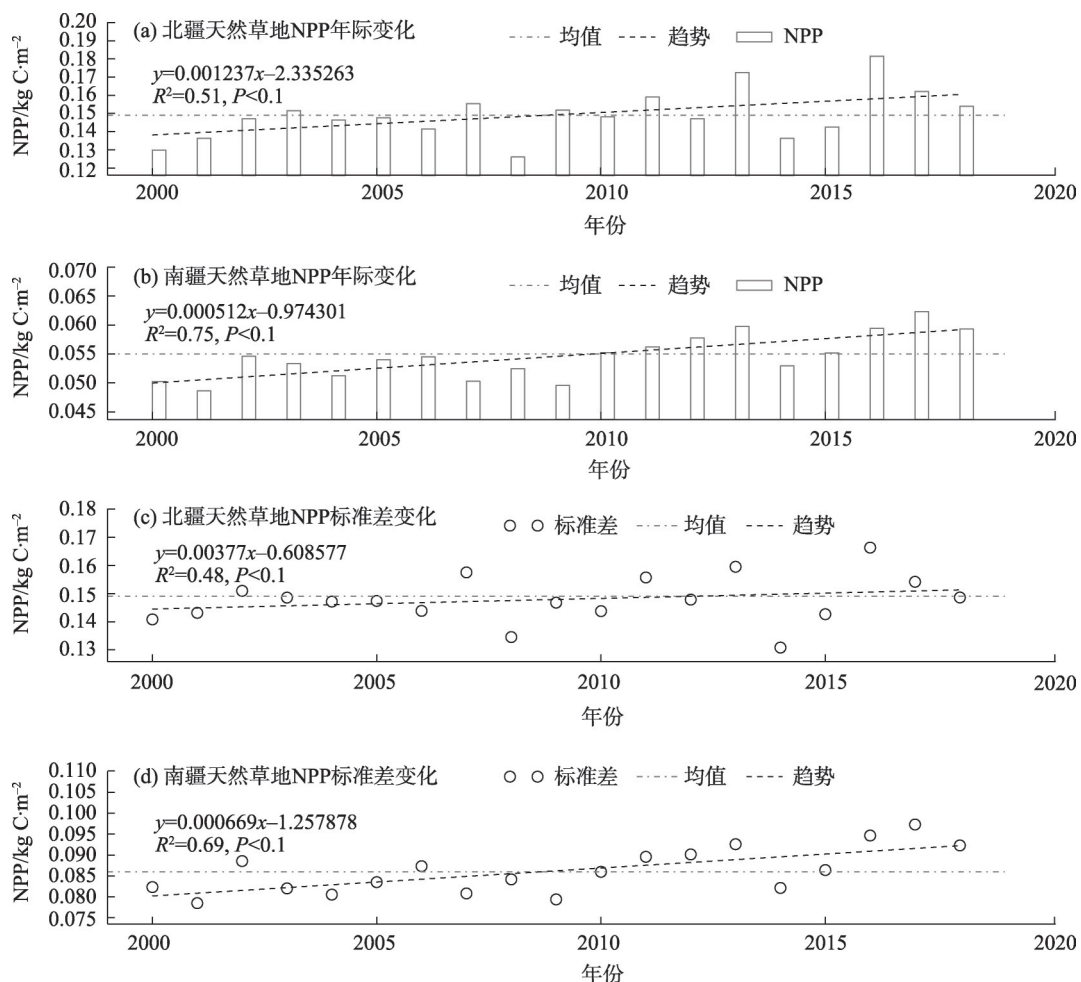 (a) 北疆天然草地NPP年际变化
均值 趋势 NPP
y=0.001237x–2.335263
R²=0.51, P<0.1
NPP/kg C·m⁻²
0.20
0.19
0.18
0.17
0.16
0.15
0.14
0.13
0.12
2000 2005 2010 2015 2020
年份
(b) 南疆天然草地NPP年际变化
均值 趋势 NPP
y=0.000512x–0.974301
R²=0.75, P<0.1
NPP/kg C·m⁻²
0.070
0.065
0.060
0.055
0.050
0.045
2000 2005 2010 2015 2020
年份
(c) 北疆天然草地NPP标准差变化
标准差 均值 趋势
y=0.00377x–0.608577
R²=0.48, P<0.1
NPP/kg C·m⁻²
0.18
0.17
0.16
0.15
0.14
0.13
2000 2005 2010 2015 2020
年份
(d) 南疆天然草地NPP标准差变化
标准差 均值 趋势
y=0.000669x–1.257878
R²=0.69, P<0.1
NPP/kg C·m⁻²
0.110
0.105
0.100
0.095
0.090
0.085
0.080
0.075
2000 2005 2010 2015 2020
年份